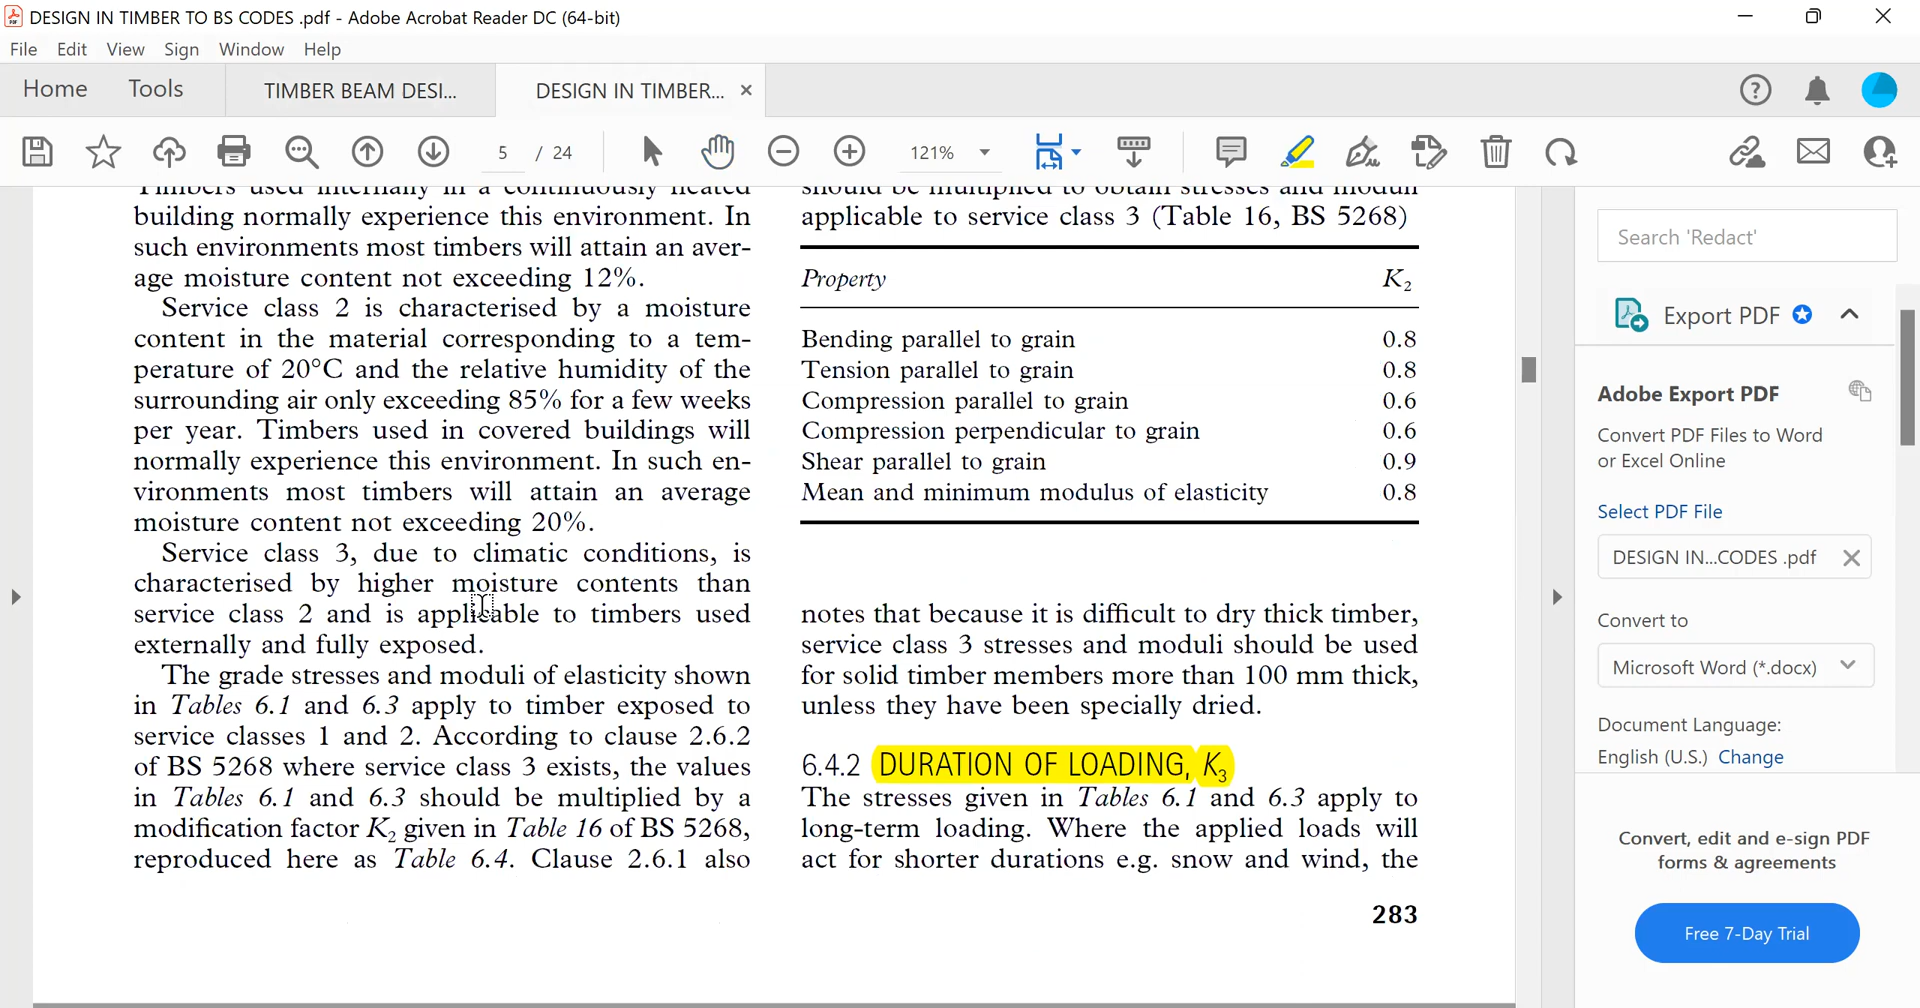 DESIGN IN TIMBER TO BS CODES .pdf - Adobe Acrobat Reader DC (64-bit)
File Edit View Sign Window Help
Home Tools TIMBER BEAM DESI... DESIGN IN TIMBER...
5 / 24 121%
Timbers used internally in a continuously heated
building normally experience this environment. In
such environments most timbers will attain an aver-
age moisture content not exceeding 12%.
Service class 2 is characterised by a moisture
content in the material corresponding to a tem-
perature of 20°C and the relative humidity of the
surrounding air only exceeding 85% for a few weeks
per year. Timbers used in covered buildings will
normally experience this environment. In such en-
vironments most timbers will attain an average
moisture content not exceeding 20%.
Service class 3, due to climatic conditions, is
characterised by higher moisture contents than
service class 2 and is applicable to timbers used
externally and fully exposed.
The grade stresses and moduli of elasticity shown
in Tables 6.1 and 6.3 apply to timber exposed to
service classes 1 and 2. According to clause 2.6.2
of BS 5268 where service class 3 exists, the values
in Tables 6.1 and 6.3 should be multiplied by a
modification factor K2 given in Table 16 of BS 5268,
reproduced here as Table 6.4. Clause 2.6.1 also
should be multiplied to obtain stresses and moduli
applicable to service class 3 (Table 16, BS 5268)
Property K2
Bending parallel to grain 0.8
Tension parallel to grain 0.8
Compression parallel to grain 0.6
Compression perpendicular to grain 0.6
Shear parallel to grain 0.9
Mean and minimum modulus of elasticity 0.8
notes that because it is difficult to dry thick timber,
service class 3 stresses and moduli should be used
for solid timber members more than 100 mm thick,
unless they have been specially dried.
6.4.2 DURATION OF LOADING, K3
The stresses given in Tables 6.1 and 6.3 apply to
long-term loading. Where the applied loads will
act for shorter durations e.g. snow and wind, the
283
Search 'Redact'
Export PDF
Adobe Export PDF
Convert PDF Files to Word
or Excel Online
Select PDF File
DESIGN IN...CODES .pdf
Convert to
Microsoft Word (*.docx)
Document Language:
English (U.S.) Change
Convert, edit and e-sign PDF
forms & agreements
Free 7-Day Trial